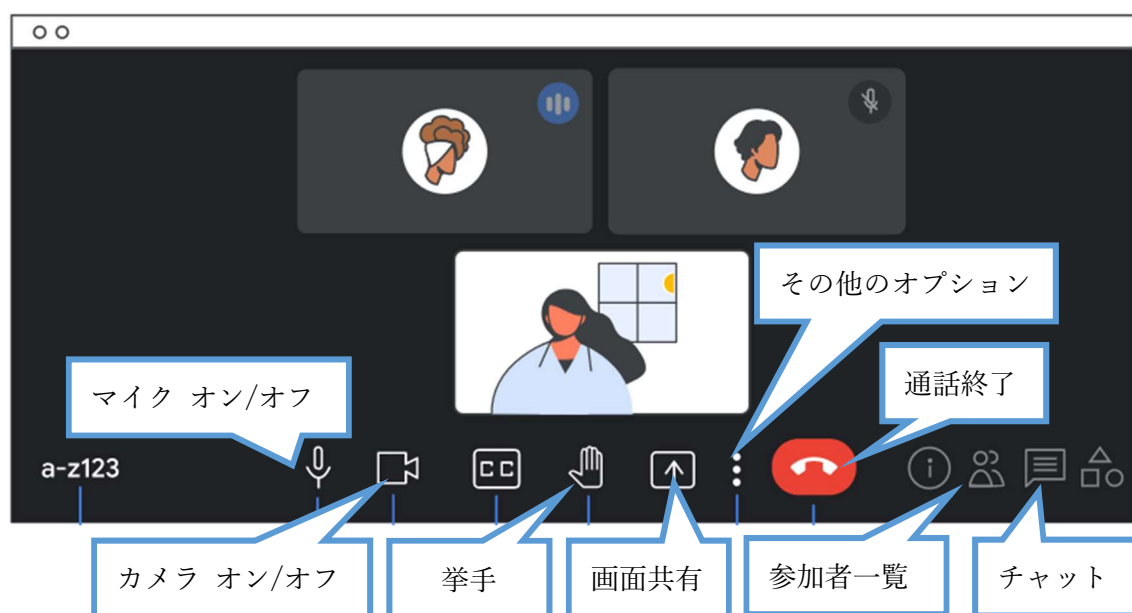 その他のオプション
通話終了
マイク オン/オフ
a-z123
CC
カメラ オン/オフ
挙手
画面共有
参加者一覧
チャット